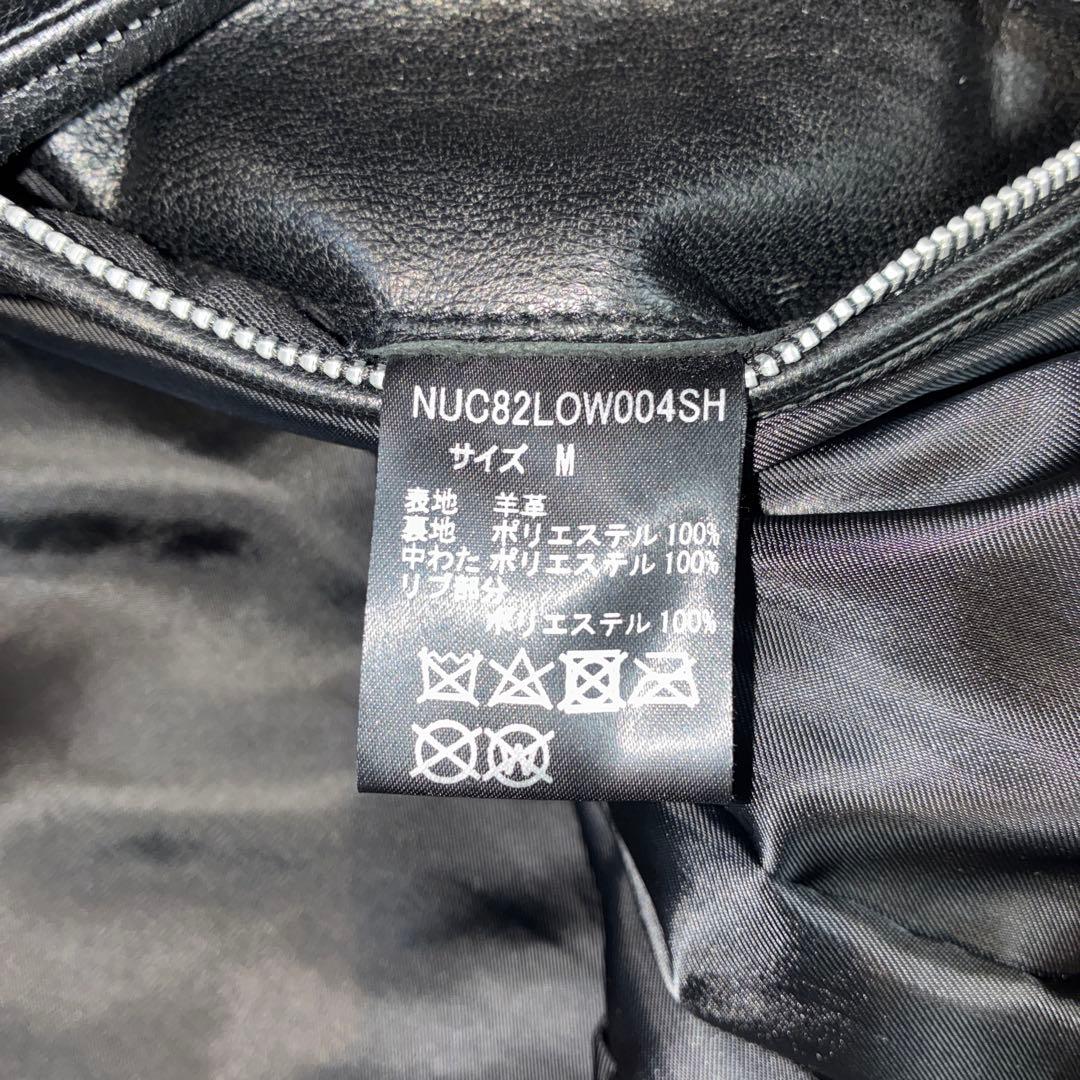 NUC82LOW004SH
サイズ M
表地 羊革
裏地 ポリエステル 100%
中わた ポリエステル 100%
リブ部分
ポリエステル 100%
W